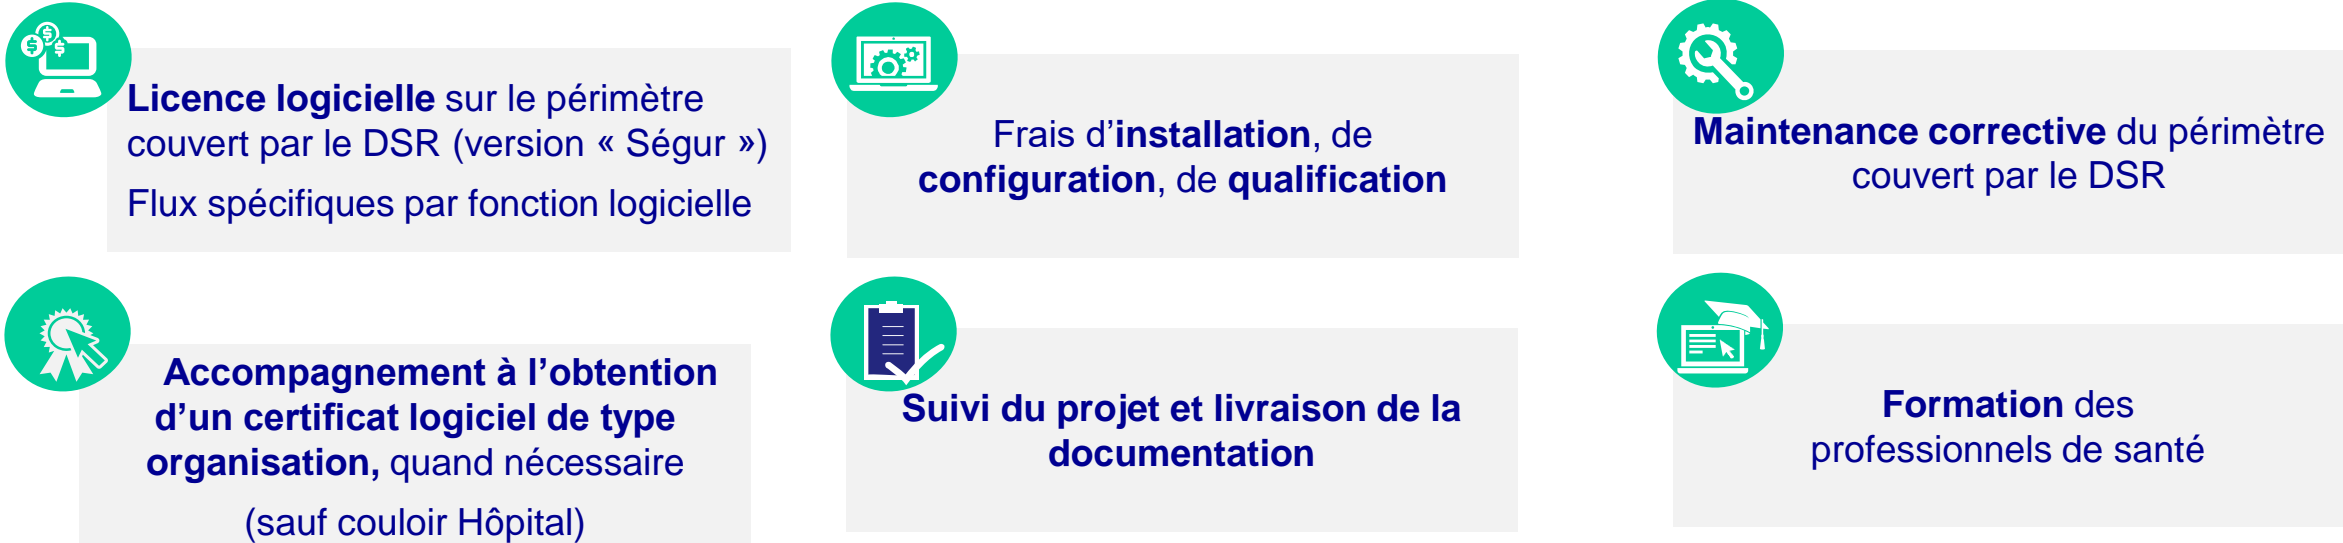 Licence logicielle sur le périmètre
couvert par le DSR (version « Ségur »)
Flux spécifiques par fonction logicielle
Frais d’installation, de
configuration, de qualification
Maintenance corrective du périmètre
couvert par le DSR
Accompagnement à l’obtention
d’un certificat logiciel de type
organisation, quand nécessaire
(sauf couloir Hôpital)
Suivi du projet et livraison de la
documentation
Formation des
professionnels de santé